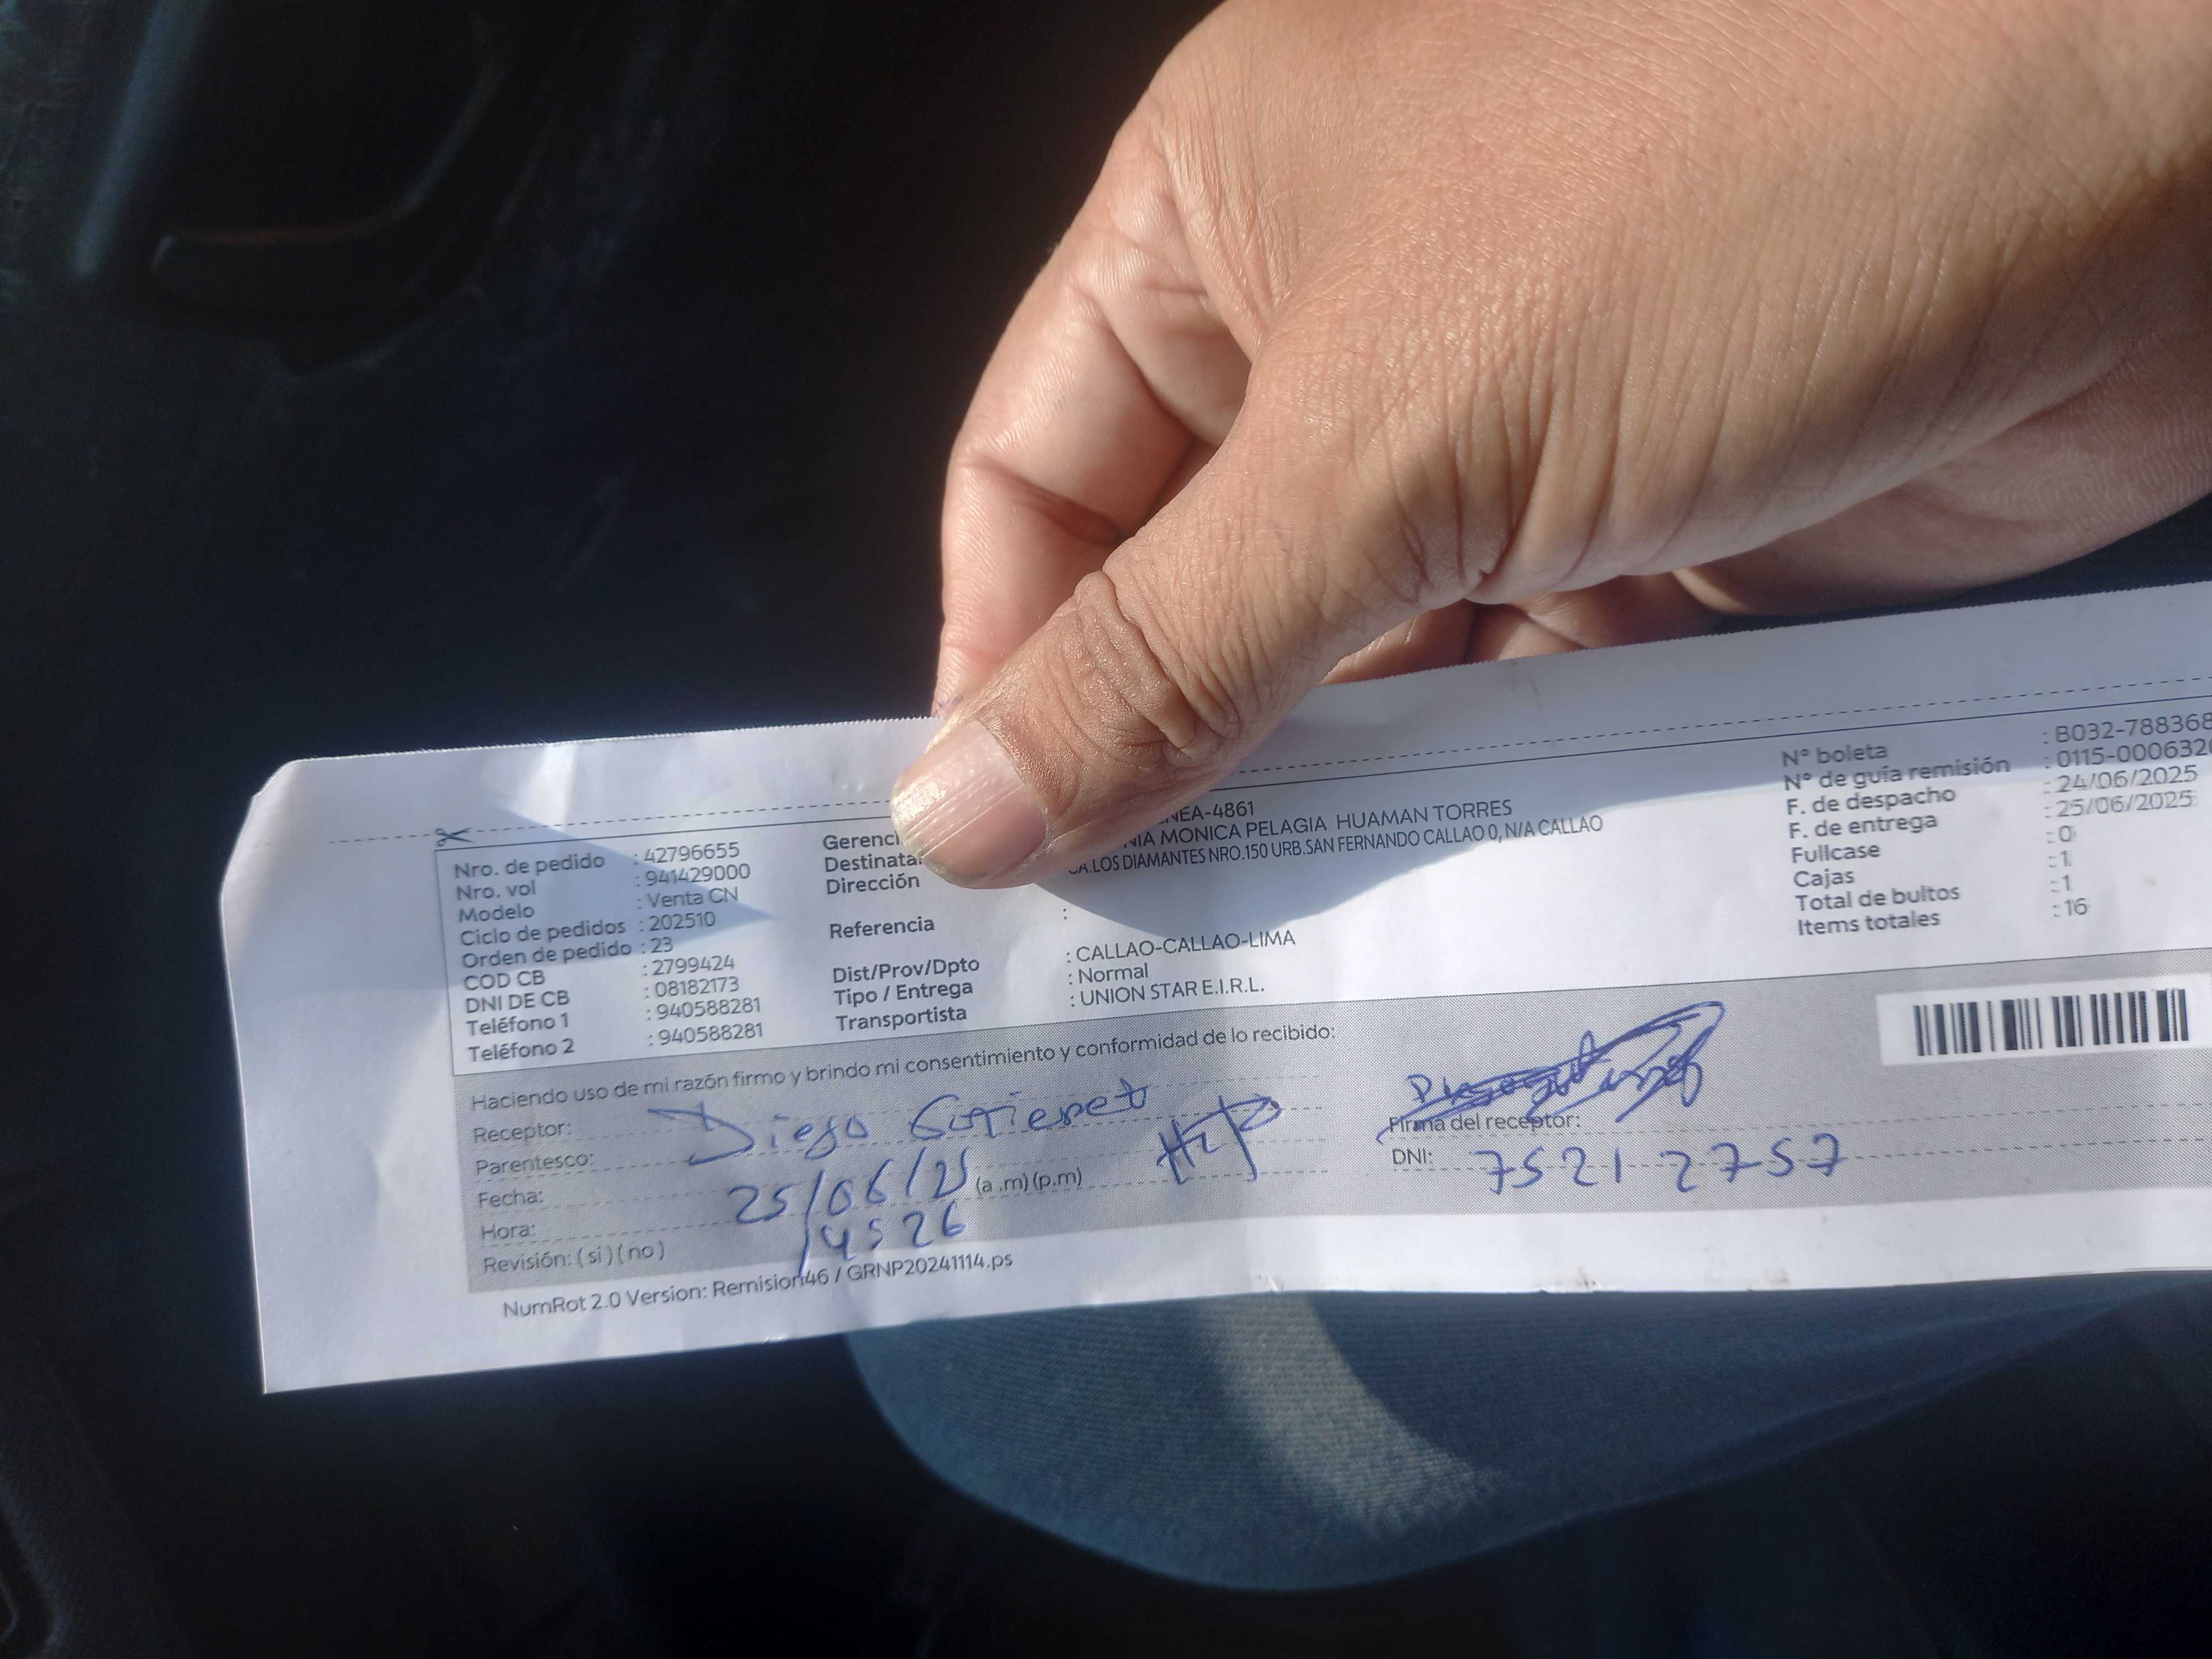 Nro. de pedido : 42796655
Nro. vol : 941429000
Modelo : Venta CN
Ciclo de pedidos : 202510
Orden de pedido : 23
COD CB : 2799424
DNI DE CB : 08182173
Teléfono 1 : 940588281
Teléfono 2 : 940588281
NEA-4861
NIA MONICA PELAGIA HUAMAN TORRES
Dirección CA.LOS DIAMANTES NRO.150 URB.SAN FERNANDO CALLAO 0, N/A CALLAO
Referencia :
Dist/Prov/Dpto : CALLAO-CALLAO-LIMA
Tipo / Entrega : Normal
Transportista : UNION STAR E.I.R.L.
N° boleta : B032-788368
N° de guía remisión : 0115-000632
F. de despacho : 24/06/2025
F. de entrega : 25/06/2025
Fullcase : 0
Cajas : 1
Total de bultos : 1
Items totales : 16
Haciendo uso de mi razón firmo y brindo mi consentimiento y conformidad de lo recibido:
Receptor: Diego
Parentesco:
Fecha: 25/06/25 (a .m) (p.m)
Hora: 14526
Revisión: ( si ) ( no )
Firma del receptor:
DNI: 75212757
NumRot 2.0 Version: Remision46 / GRNP20241114.ps